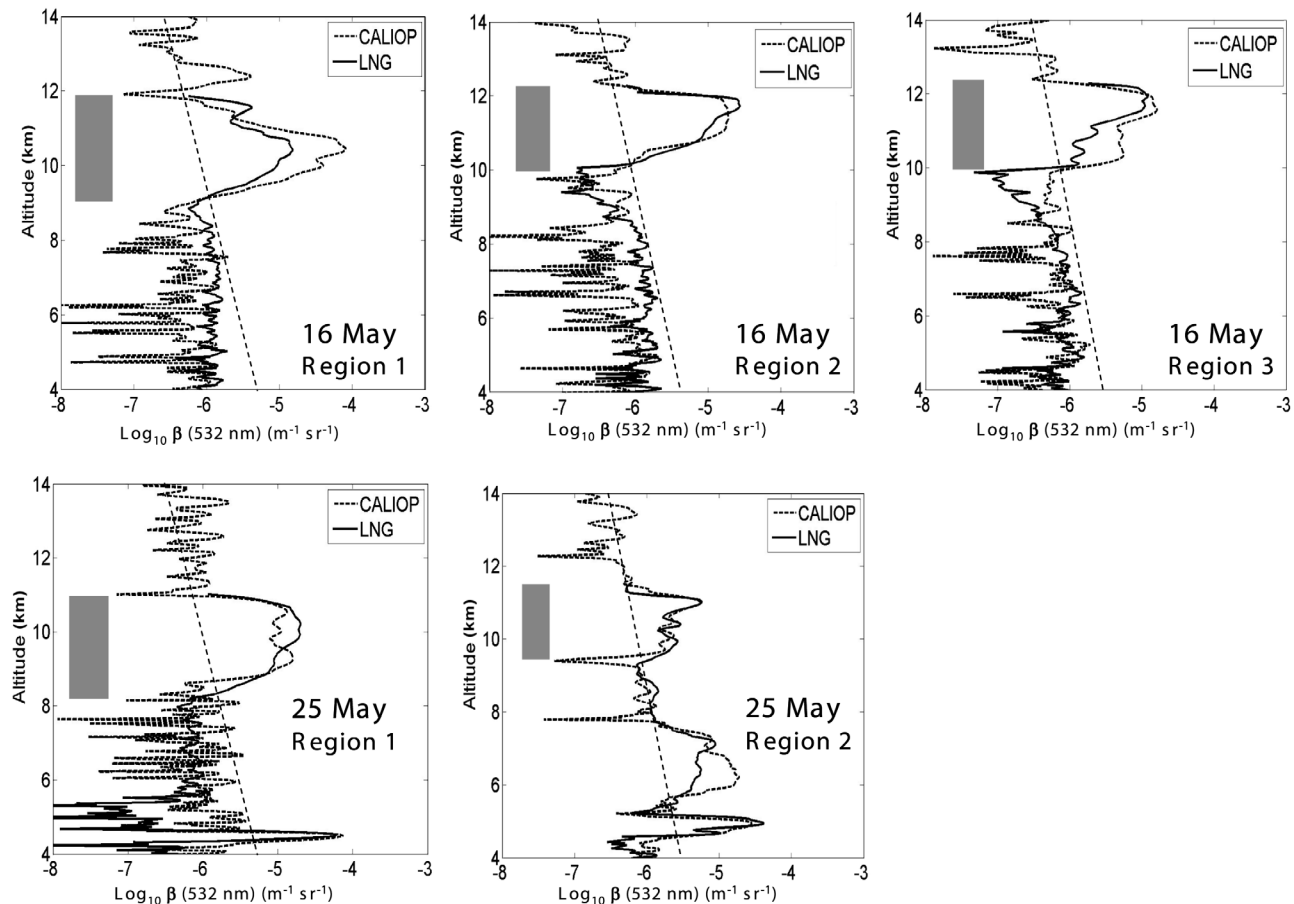 14
12
10
8
6
4
Altitude (km)
CALIOP
LNG
16 May
Region 1
-8 -7 -6 -5 -4 -3
Log10 β (532 nm) (m⁻¹ sr⁻¹)
14
12
10
8
6
4
Altitude (km)
CALIOP
LNG
16 May
Region 2
-8 -7 -6 -5 -4 -3
Log10 β (532 nm) (m⁻¹ sr⁻¹)
14
12
10
8
6
4
Altitude (km)
CALIOP
LNG
16 May
Region 3
-8 -7 -6 -5 -4 -3
Log10 β (532 nm) (m⁻¹ sr⁻¹)
14
12
10
8
6
4
Altitude (km)
CALIOP
LNG
25 May
Region 1
-8 -7 -6 -5 -4 -3
Log10 β (532 nm) (m⁻¹ sr⁻¹)
14
12
10
8
6
4
Altitude (km)
CALIOP
LNG
25 May
Region 2
-8 -7 -6 -5 -4 -3
Log10 β (532 nm) (m⁻¹ sr⁻¹)